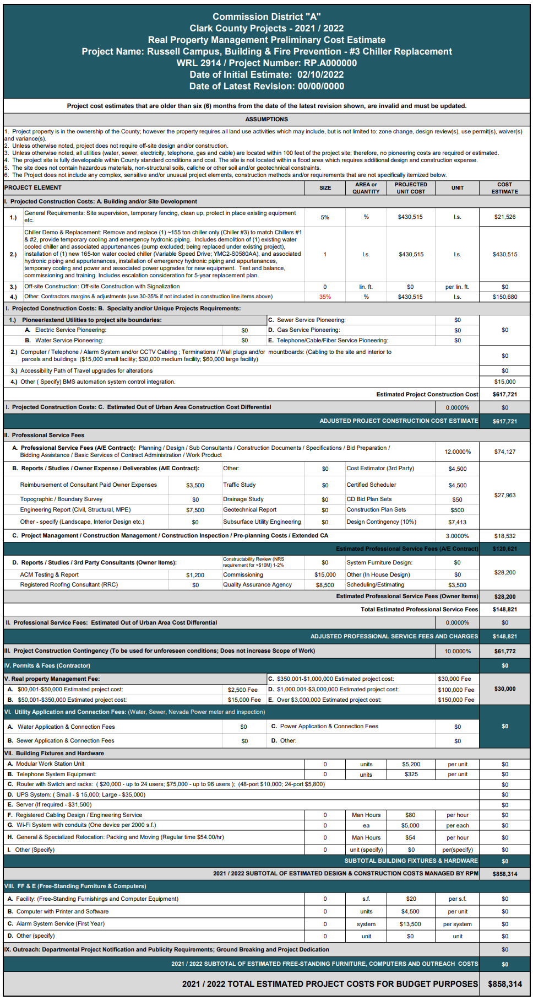 Commission District "A"
Clark County Projects - 2021 / 2022
Real Property Management Preliminary Cost Estimate
Project Name: Russell Campus, Building & Fire Prevention - #3 Chiller Replacement
WRL 2914 / Project Number: RP.A000000
Date of Initial Estimate: 02/10/2022
Date of Latest Revision: 00/00/0000
Project cost estimates that are older than six (6) months from the date of the latest revision shown, are invalid and must be updated.
ASSUMPTIONS
1. Project property is in the ownership of the County; however the property requires all land use activities which may include, but is not limited to: zone change, design review(s), use permit(s), waiver(s)
and variance(s).
2. Unless otherwise noted, project does not require off-site design and/or construction.
3. Unless otherwise noted, all utilities (water, sewer, electricity, telephone, gas and cable) are located within 100 feet of the project site; therefore, no pioneering costs are required or estimated.
4. The project site is fully developable within County standard conditions and cost. The site is not located within a flood area which requires additional design and construction expense.
5. The site does not contain hazardous materials, non-structural soils, caliche or other soil and/or geotechnical constraints.
6. The Project does not include any complex, sensitive and/or unusual project elements, construction methods and/or requirements that are not specifically itemized below.
PROJECT ELEMENT SIZE AREA or QUANTITY PROJECTED UNIT COST UNIT COST ESTIMATE
I. Projected Construction Costs: A. Building and/or Site Development
1.) General Requirements: Site supervision, temporary fencing, clean up, protect in place existing equipment
etc. 5% % $430,515 l.s. $21,526
Chiller Demo & Replacement: Remove and replace (1) ~155 ton chiller only (Chiller #3) to match Chillers #1
& #2, provide temporary cooling and emergency hydronic piping. Includes demolition of (1) existing water
cooled chiller and associated appurtenances (pump excluded; being replaced under existing project),
2.) installation of (1) new 165-ton water cooled chiller (Variable Speed Drive; YMC2-S0580AA), and associated 1 l.s. $430,515 l.s. $430,515
hydronic piping and appurtenances, installation of emergency hydronic piping and appurtenances,
temporary cooling and power and associated power upgrades for new equipment. Test and balance,
commissioning and training. Includes escalation consideration for 5-year replacement plan.
3.) Off-site Construction: Off-site Construction with Signalization 0 lin. ft. $0 per lin. ft. $0
4.) Other: Contractors margins & adjustments (use 30-35% if not included in construction line items above) 35% % $430,515 l.s. $150,680
I. Projected Construction Costs: B. Specialty and/or Unique Projects Requirements:
1.) Pioneer/extend Utilities to project site boundaries: C. Sewer Service Pioneering: $0
A. Electric Service Pioneering: $0 D. Gas Service Pioneering: $0 $0
B. Water Service Pioneering: $0 E. Telephone/Cable/Fiber Service Pioneering: $0
2.) Computer / Telephone / Alarm System and/or CCTV Cabling ; Terminations / Wall plugs and/or mountboards: (Cabling to the site and interior to
parcels and buildings ($15,000 small facility; $30,000 medium facility; $60,000 large facility) $0
3.) Accessibility Path of Travel upgrades for alterations $0
4.) Other ( Specify) BMS automation system control integration. $15,000
Estimated Project Construction Cost $617,721
I. Projected Construction Costs: C. Estimated Out of Urban Area Construction Cost Differential 0.0000% $0
ADJUSTED PROJECT CONSTRUCTION COST ESTIMATE $617,721
II. Professional Service Fees
A. Professional Service Fees (A/E Contract): Planning / Design / Sub Consultants / Construction Documents / Specifications / Bid Preparation /
Bidding Assistance / Basic Services of Contract Administration / Work Product 12.0000% $74,127
B. Reports / Studies / Owner Expense / Deliverables (A/E Contract): Other: $0 Cost Estimator (3rd Party) $4,500
Reimbursement of Consultant Paid Owner Expenses $3,500 Traffic Study $0 Certified Scheduler $4,500
$27,963
Topographic / Boundary Survey $0 Drainage Study $0 CD Bid Plan Sets $50
Engineering Report (Civil, Structural, MPE) $7,500 Geotechnical Report $0 Construction Plan Sets $500
Other - specify (Landscape, Interior Design etc.) $0 Subsurface Utility Engineering $0 Design Contingency (10%) $7,413
C. Project Management / Construction Management / Construction Inspection / Pre-planning Costs / Extended CA 3.0000% $18,532
Estimated Professional Service Fees (A/E Contract) $120,621
D. Reports / Studies / 3rd Party Consultants (Owner Items): Constructability Review (NRS requirement for >$10M) 1-2% $0 System Furniture Design: $0
ACM Testing & Report $1,200 Commissioning $15,000 Other (In House Design) $0 $28,200
Registered Roofing Consultant (RRC) $0 Quality Assurance Agency $8,500 Scheduling/Estimating $3,500
Estimated Professional Service Fees (Owner Items) $28,200
Total Estimated Professional Service Fees $148,821
II. Professional Service Fees: Estimated Out of Urban Area Cost Differential 0.0000% $0
ADJUSTED PROFESSIONAL SERVICE FEES AND CHARGES $148,821
III. Project Construction Contingency (To be used for unforeseen conditions; Does not increase Scope of Work) 10.0000% $61,772
IV. Permits & Fees (Contractor) $0
V. Real property Management Fee: C. $350,001-$1,000,000 Estimated project cost: $30,000 Fee
A. $00,001-$50,000 Estimated project cost: $2,500 Fee D. $1,000,001-$3,000,000 Estimated project cost: $100,000 Fee $30,000
B. $50,001-$350,000 Estimated project cost: $15,000 Fee E. Over $3,000,000 Estimated project cost: $150,000 Fee
VI. Utility Application and Connection Fees: (Water, Sewer, Nevada Power meter and inspection)
A. Water Application & Connection Fees $0 C. Power Application & Connection Fees $0 $0
B. Sewer Application & Connection Fees $0 D. Other: $0
VII. Building Fixtures and Hardware
A. Modular Work Station Unit 0 units $5,200 per unit $0
B. Telephone System Equipment: 0 units $325 per unit $0
C. Router with Switch and racks: ( $20,000 - up to 24 users; $75,000 - up to 96 users ); (48-port $10,000; 24-port $5,800) $0
D. UPS System: ( Small - $ 15,000; Large - $35,000) $0
E. Server (If required - $31,500) $0
F. Registered Cabling Design / Engineering Service 0 Man Hours $80 per hour $0
G. Wi-Fi System with conduits (One device per 2000 s.f.) 0 ea $5,000 per each $0
H. General & Specialized Relocation: Packing and Moving (Regular time $54.00/hr) 0 Man Hours $54 per hour $0
I. Other (Specify) 0 unit (specify) $0 per(specify) $0
SUBTOTAL BUILDING FIXTURES & HARDWARE $0
2021 / 2022 SUBTOTAL OF ESTIMATED DESIGN & CONSTRUCTION COSTS MANAGED BY RPM $858,314
VIII. FF & E (Free-Standing Furniture & Computers)
A. Facility: (Free-Standing Furnishings and Computer Equipment) 0 s.f. $20 per s.f. $0
B. Computer with Printer and Software 0 units $4,500 per unit $0
C. Alarm System Service (First Year) 0 system $13,500 per system $0
D. Other (specify) 0 unit $0 unit $0
IX. Outreach: Departmental Project Notification and Publicity Requirements; Ground Breaking and Project Dedication $0
2021 / 2022 SUBTOTAL OF ESTIMATED FREE-STANDING FURNITURE, COMPUTERS AND OUTREACH COSTS $0
2021 / 2022 TOTAL ESTIMATED PROJECT COSTS FOR BUDGET PURPOSES $858,314